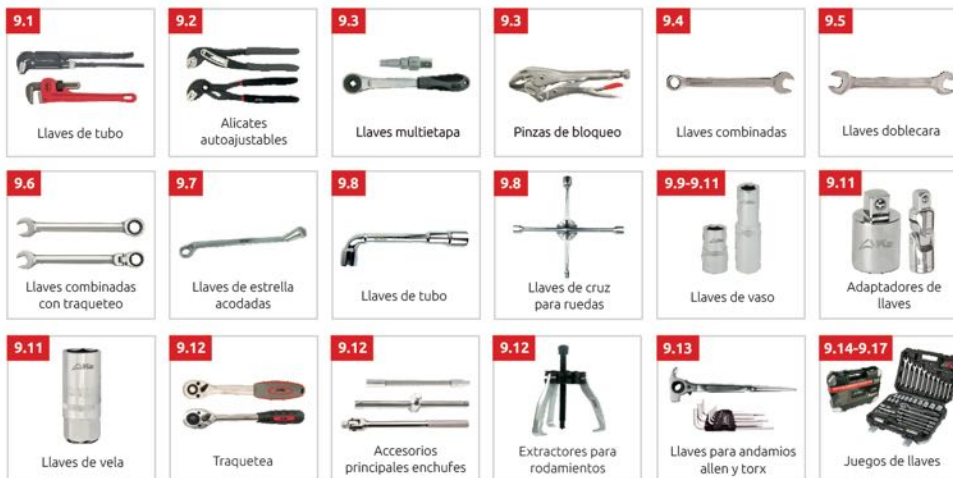 9.1
Llaves de tubo
9.2
Alicates
autoajustables
9.3
Llaves multietapa
9.3
Pinzas de bloqueo
9.4
Llaves combinadas
9.5
Llaves doblecara
9.6
Llaves combinadas
con traqueteo
9.7
Llaves de estrella
acodadas
9.8
Llaves de tubo
9.8
Llaves de cruz
para ruedas
9.9-9.11
Llaves de vaso
9.11
Adaptadores de
llaves
9.11
Llaves de vela
9.12
Traquetea
9.12
Accesorios
principales enchufes
9.12
Extractores para
rodamientos
9.13
Llaves para andamios
allen y torx
9.14-9.17
Juegos de llaves